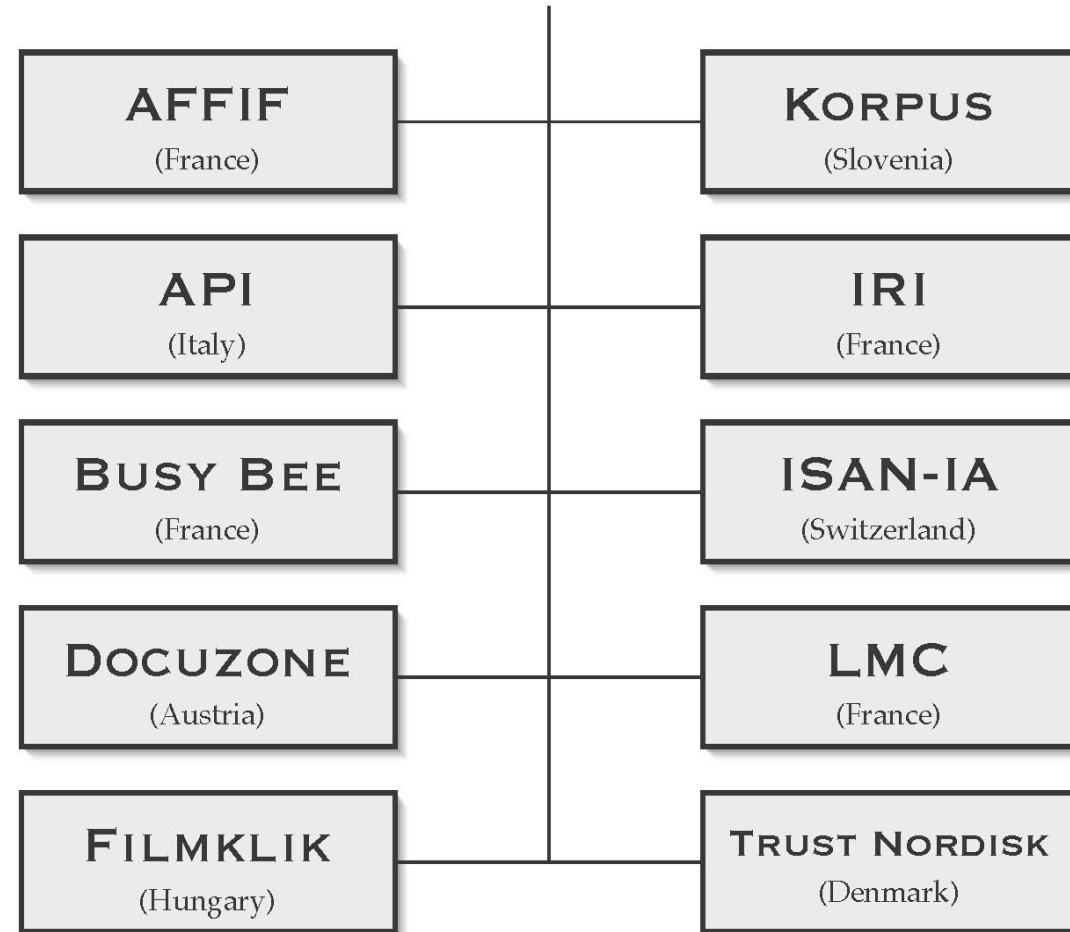 AFFIF
(France)
KORPUS
(Slovenia)
API
(Italy)
IRI
(France)
BUSY BEE
(France)
ISAN-IA
(Switzerland)
DOCUZONE
(Austria)
LMC
(France)
FILMKLIK
(Hungary)
TRUST NORDISK
(Denmark)